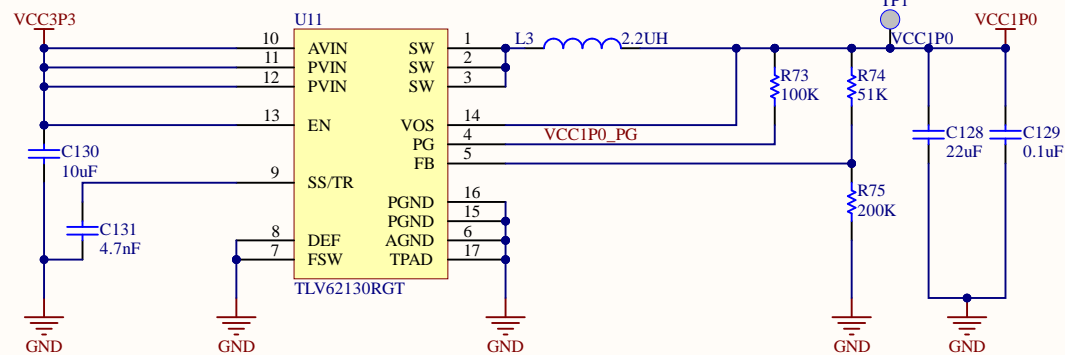 TP1
VCC3P3
U11
VCC1P0
10 AVIN SW 1 L3 2.2UH VCC1P0
11 PVIN SW 2
12 PVIN SW 3
R73
100K
R74
51K
13 EN VOS 14
PG 4 VCC1P0_PG
FB 5
C130
10uF
C128
22uF
C129
0.1uF
9 SS/TR
R75
200K
PGND 16
PGND 15
C131
4.7nF
8 DEF AGND 6
7 FSW TPAD 17
TLV62130RGT
GND GND GND GND GND